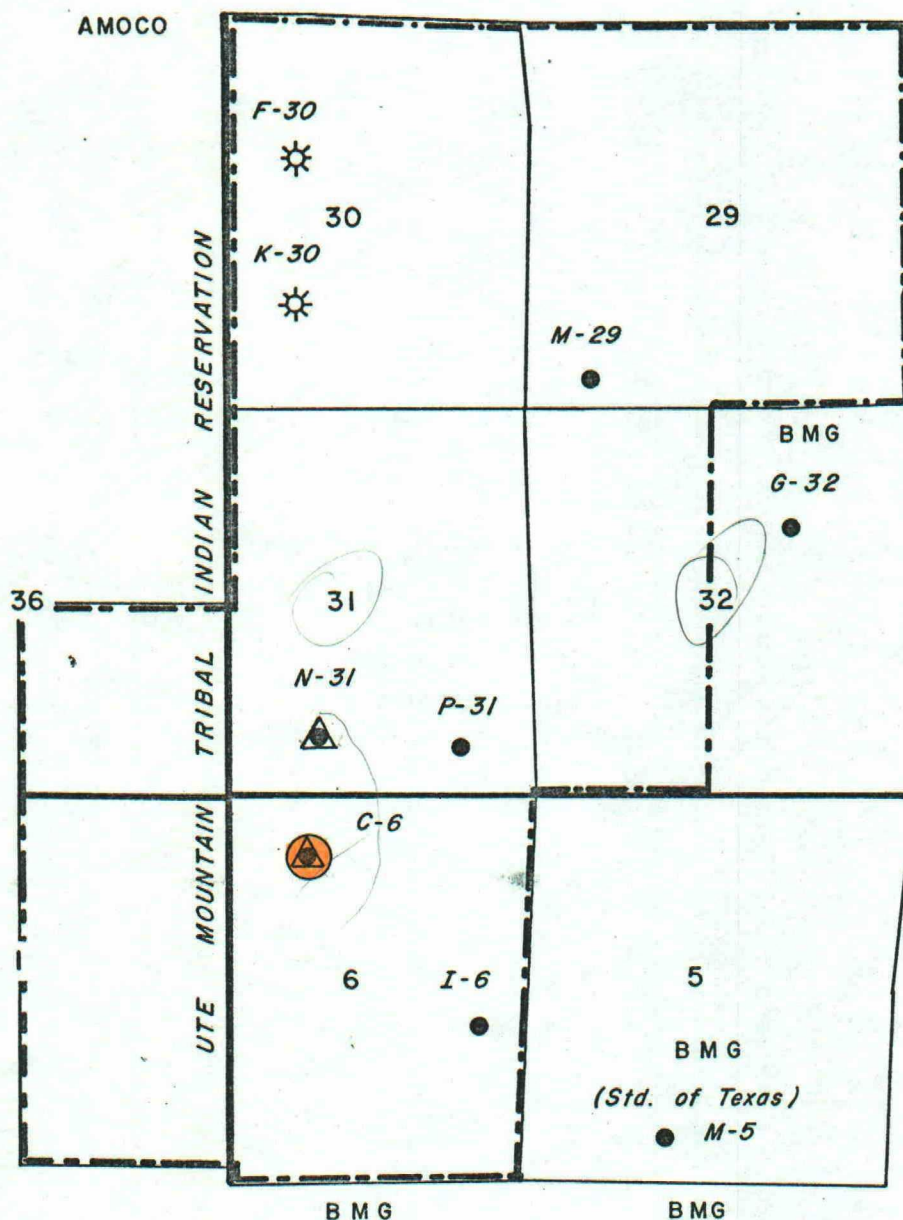 AMOCO
F-30
30
29
K-30
M-29
BMG
G-32
36
31
32
N-31
P-31
C-6
6
I-6
5
BMG
(Std. of Texas)
M-5
BMG
BMG
UTE MOUNTAIN TRIBAL INDIAN RESERVATION